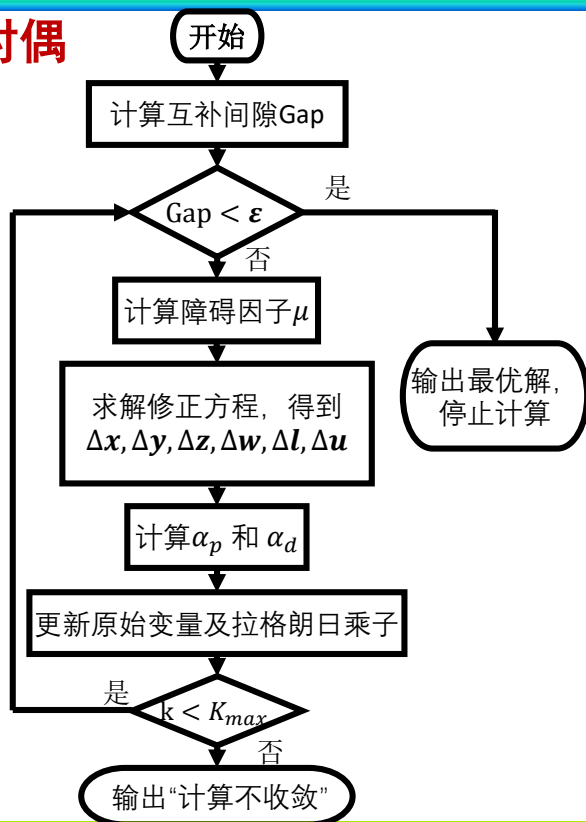 对偶
开始
计算互补间隙Gap
Gap < ε
是
否
计算障碍因子μ
求解修正方程，得到
Δx, Δy, Δz, Δw, Δl, Δu
输出最优解，
停止计算
计算αp 和 αd
更新原始变量及拉格朗日乘子
是
k < Kmax
否
输出“计算不收敛”